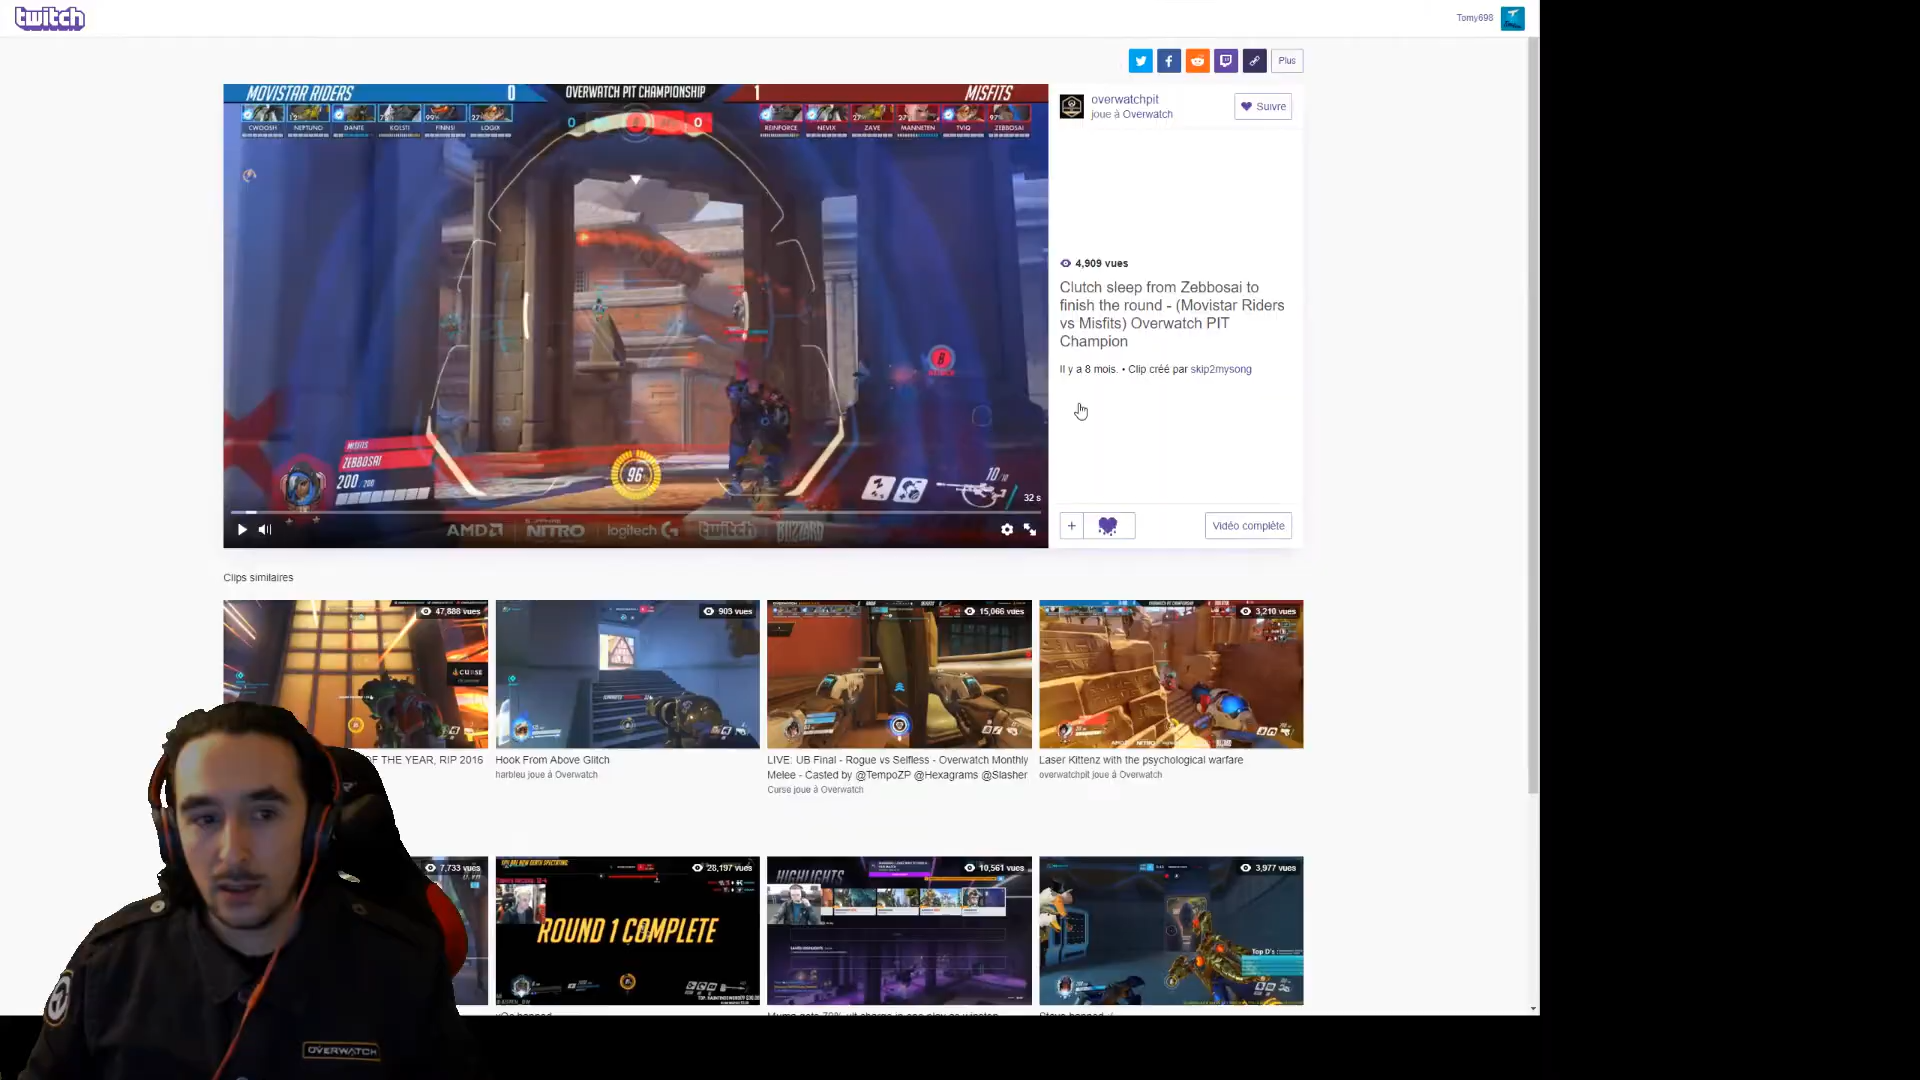 twitch
Tomy698
Plus
MOVISTAR RIDERS 0 OVERWATCH PIT CHAMPIONSHIP 1 MISFITS
CWOOSH NEPTUNO DANTE KOLSTI FINNSI LOGIX
0 0
REINFORCE NEVIX ZAVE MANNETEN TVIQ ZEBBOSAI
B
MISFITS
ZEBBOSAI
200 / 200
96
10
32 s
AMD NITRO logitech G twitch BLIZZARD
overwatchpit
joue à Overwatch
Suivre
4,909 vues
Clutch sleep from Zebbosai to
finish the round - (Movistar Riders
vs Misfits) Overwatch PIT
Champion
Il y a 8 mois. • Clip créé par skip2mysong
+
Vidéo complète
Clips similaires
47,888 vues
CURSE
903 vues
15,066 vues
3,210 vues
OF THE YEAR, RIP 2016
Hook From Above Glitch
harbleu joue à Overwatch
LIVE: UB Final - Rogue vs Selfless - Overwatch Monthly
Melee - Casted by @TempoZP @Hexagrams @Slasher
Curse joue à Overwatch
Laser Kittenz with the psychological warfare
overwatchpit joue à Overwatch
7,733 vues
28,197 vues
ROUND 1 COMPLETE
10,561 vues
HIGHLIGHTS
3,977 vues
Top D's
OVERWATCH